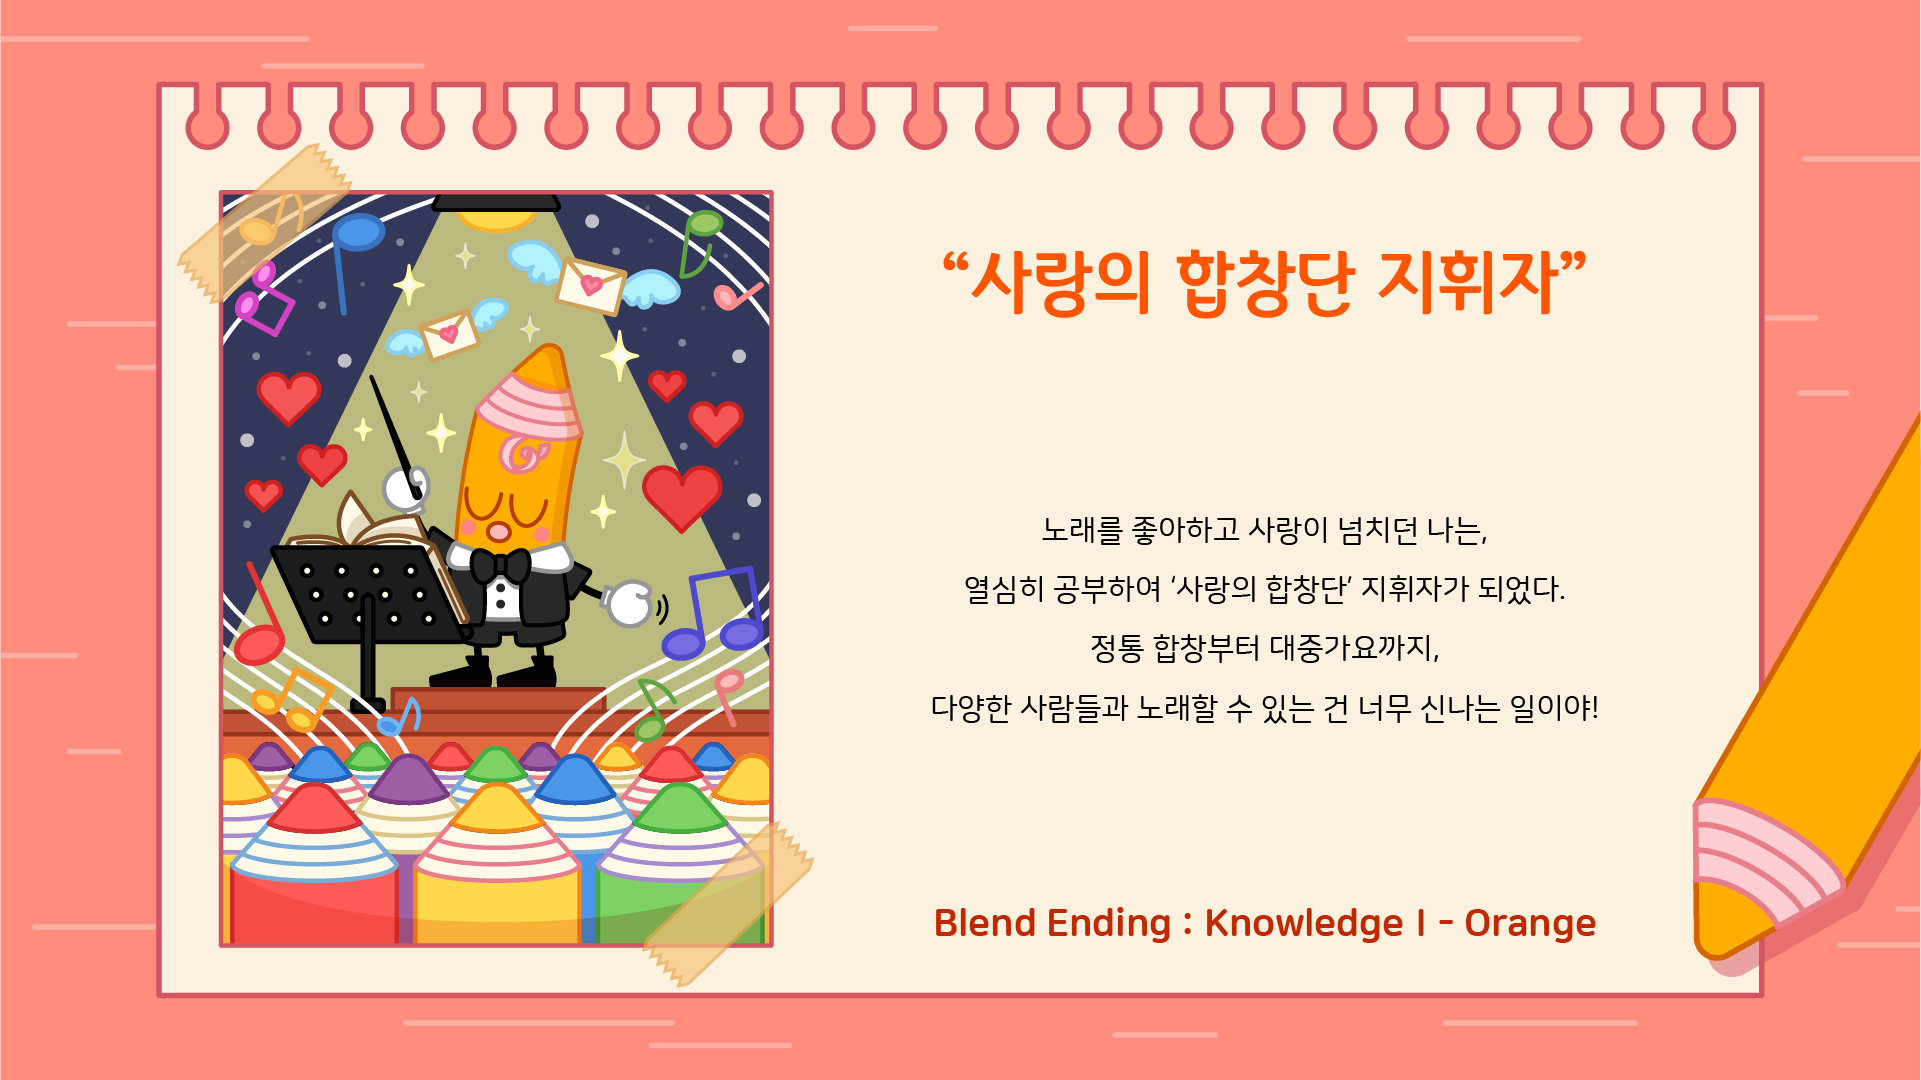 “사랑의 합창단 지휘자”
노래를 좋아하고 사랑이 넘치던 나는,
열심히 공부하여 ‘사랑의 합창단’ 지휘자가 되었다.
정통 합창부터 대중가요까지,
다양한 사람들과 노래할 수 있는 건 너무 신나는 일이야!
Blend Ending : Knowledge I - Orange